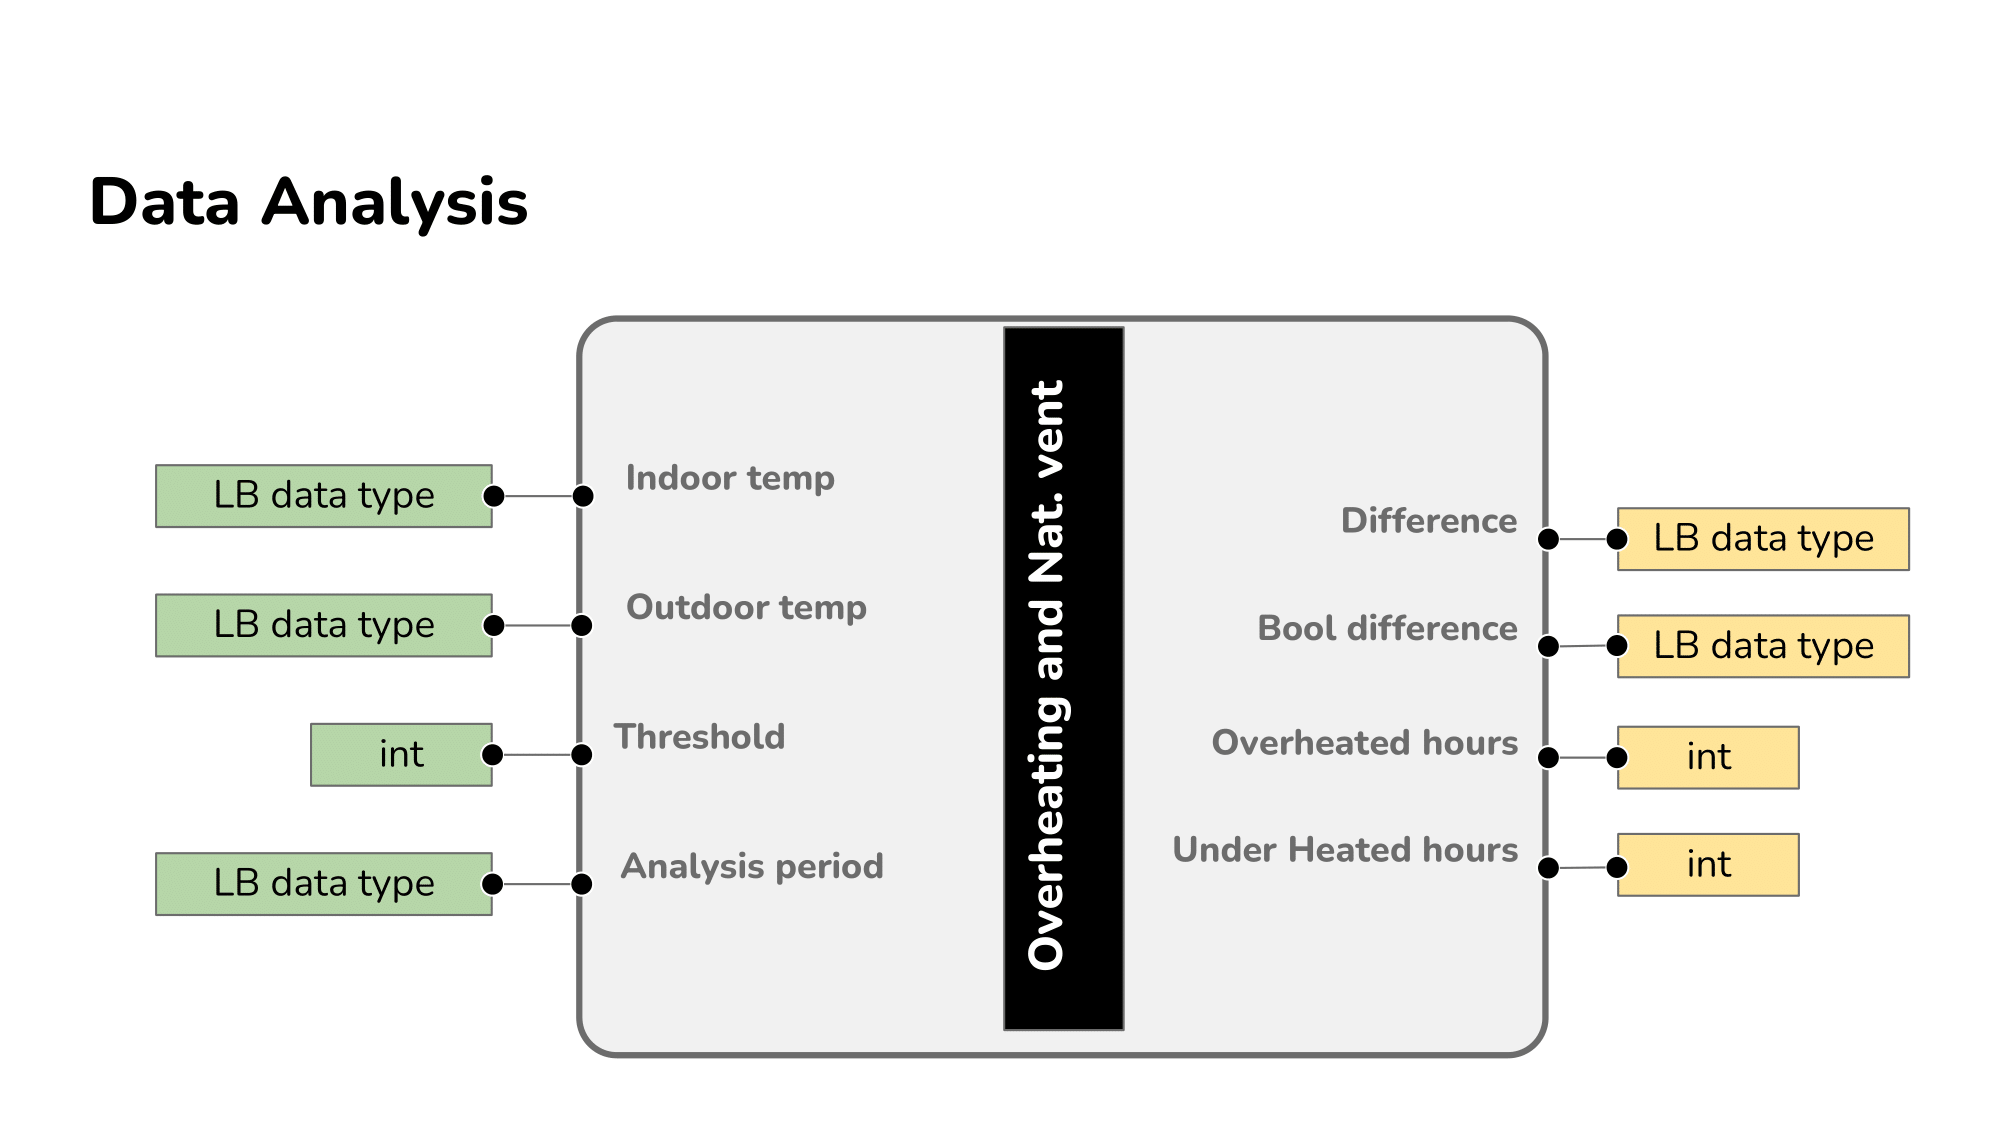 Data Analysis
LB data type
Indoor temp
LB data type
Outdoor temp
int
Threshold
LB data type
Analysis period
Overheating and Nat. vent
Difference
LB data type
Bool difference
LB data type
Overheated hours
int
Under Heated hours
int